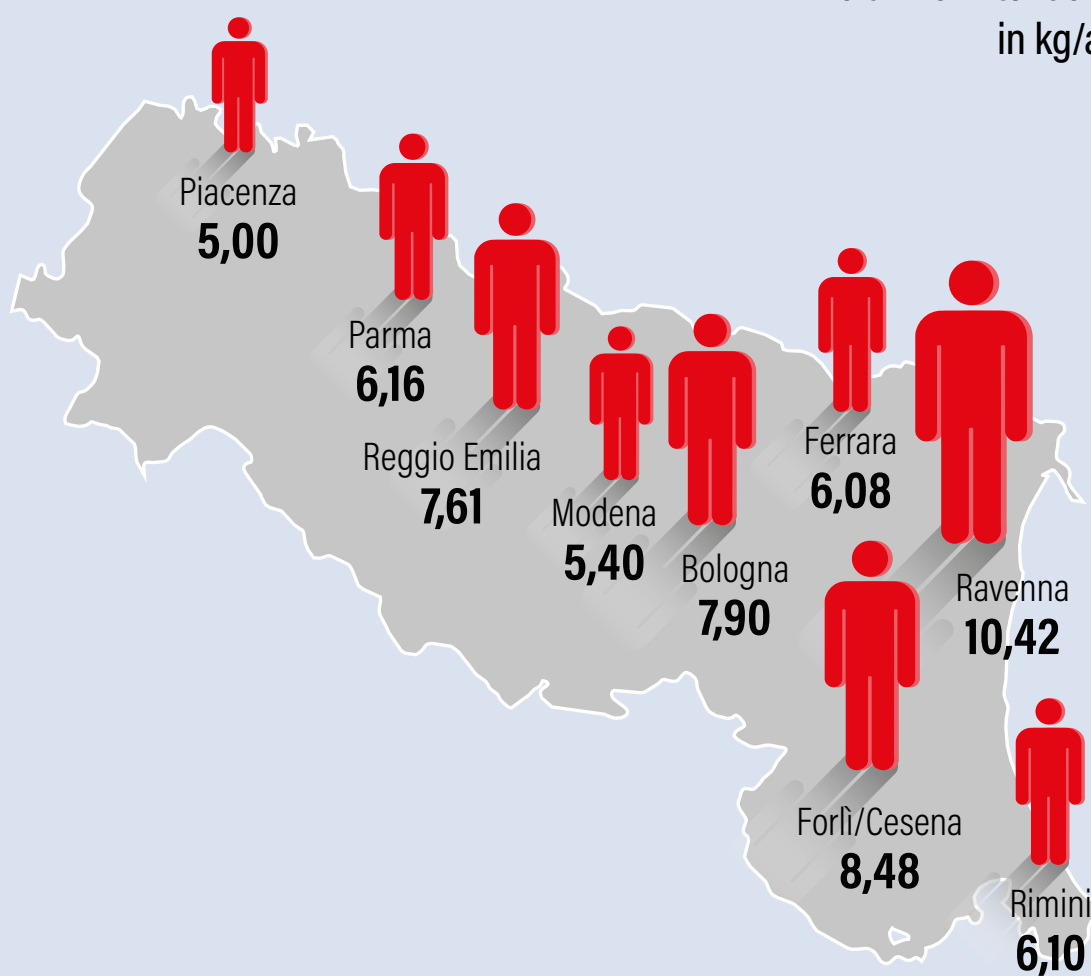 in kg/a
Piacenza
5,00
Parma
6,16
Reggio Emilia
7,61
Modena
5,40
Bologna
7,90
Ferrara
6,08
Ravenna
10,42
Forlì/Cesena
8,48
Rimini
6,10